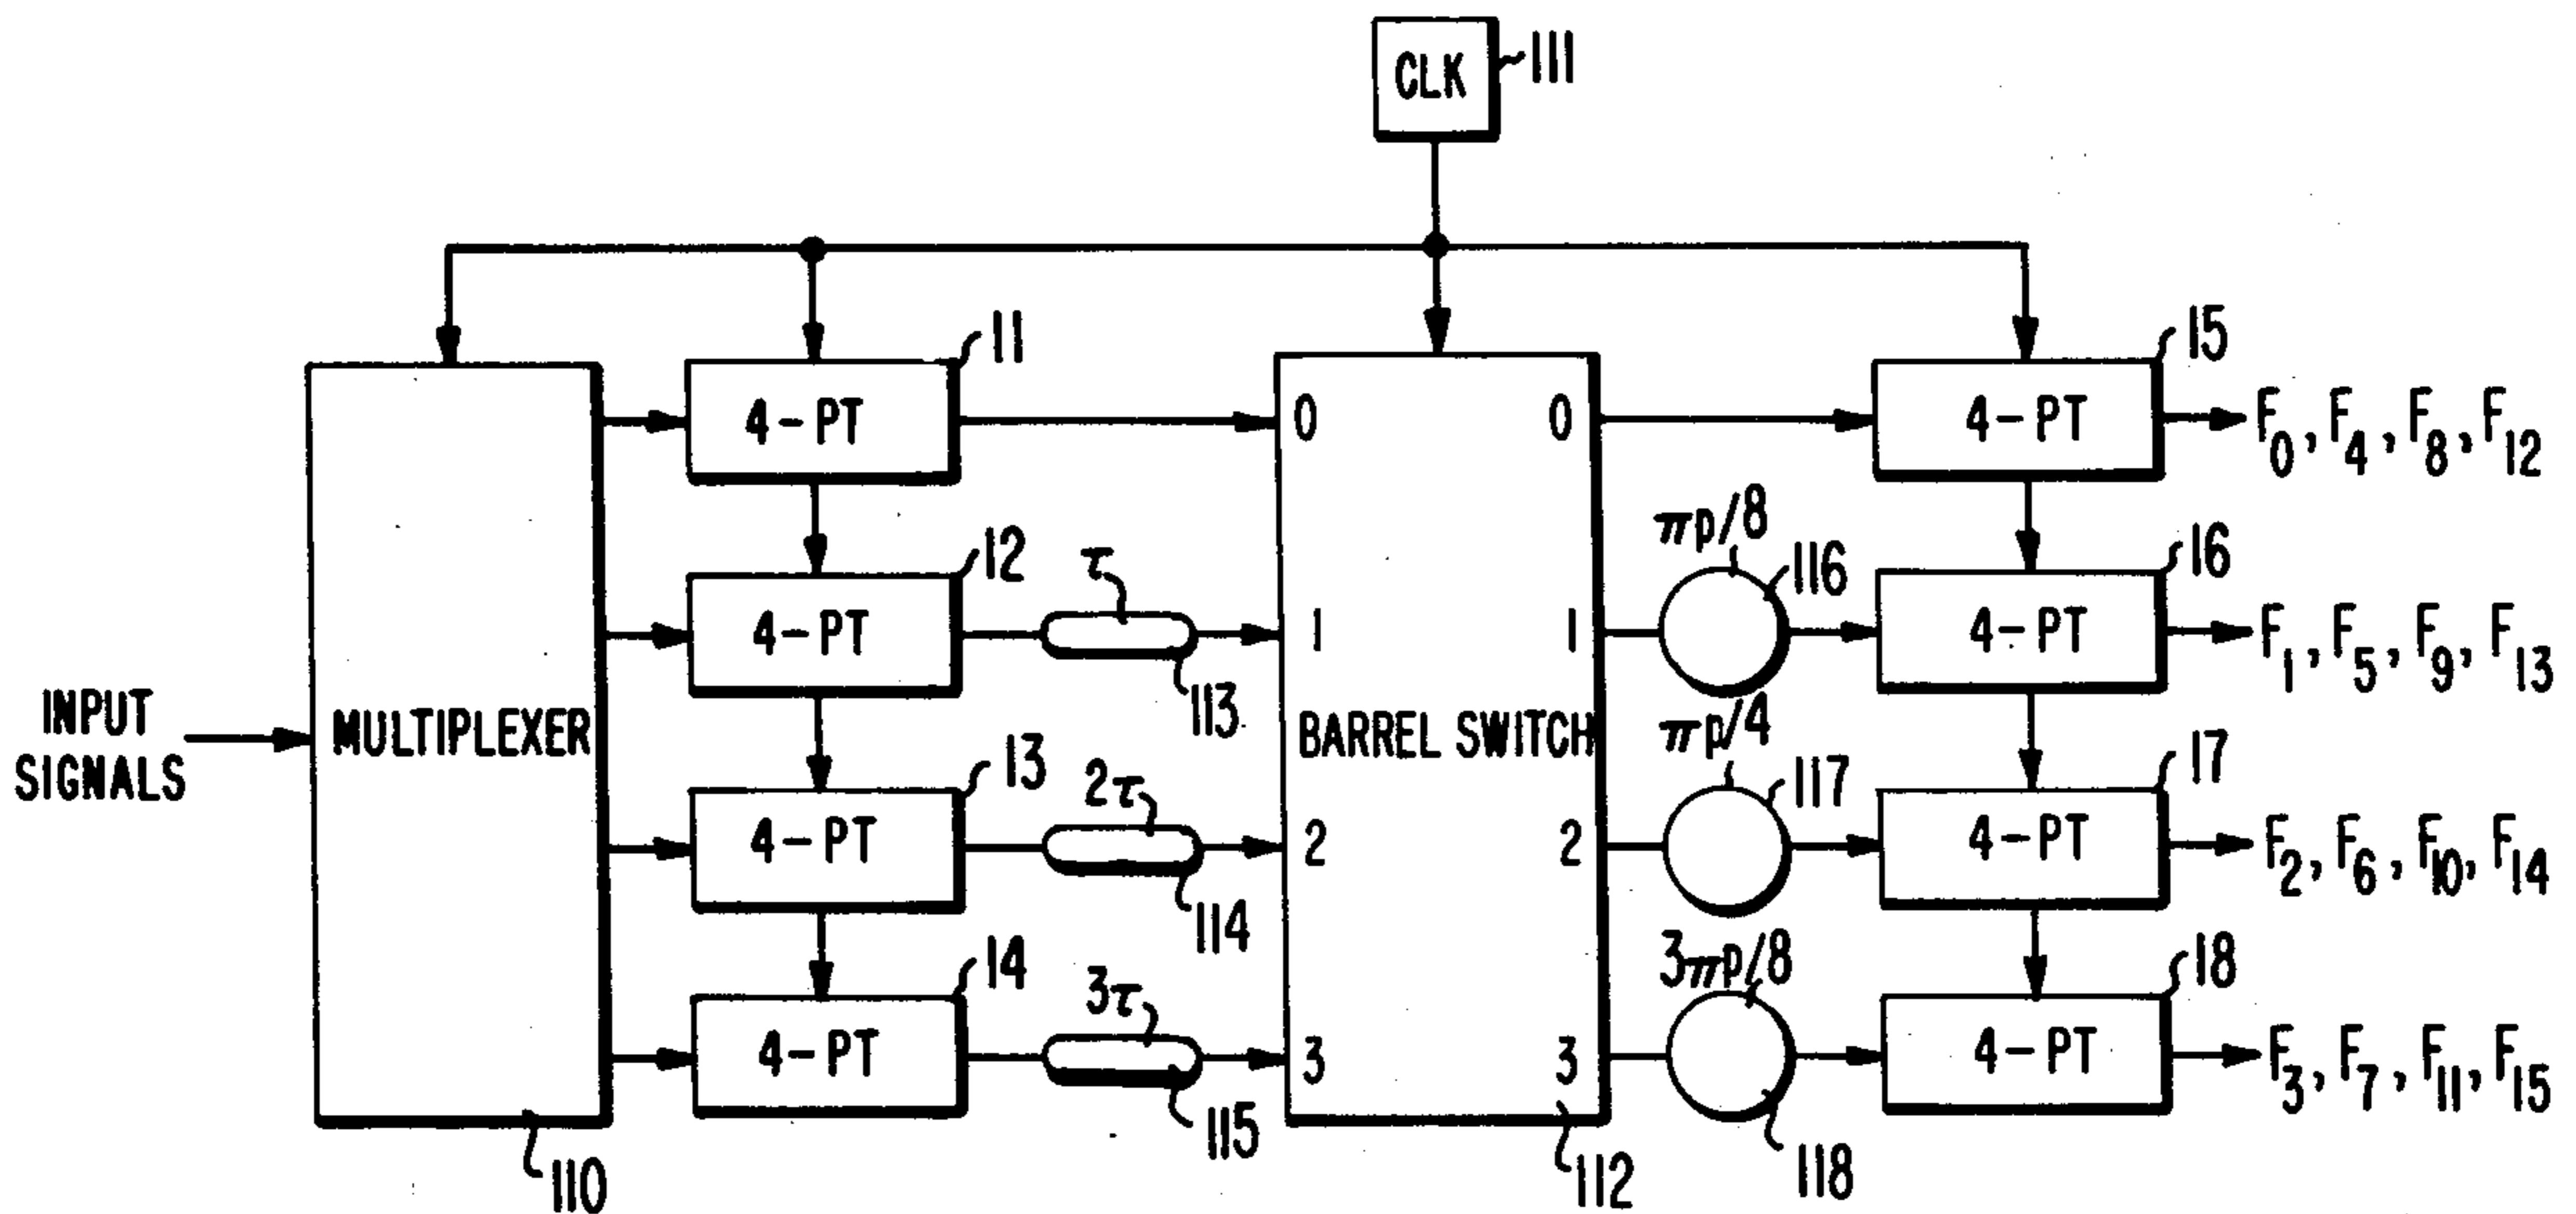 CLK
111
11
15
4-PT
0
0
4-PT
F0, F4, F8, F12
πp/8
12
τ
116
16
4-PT
1
1
4-PT
F1, F5, F9, F13
113
INPUT
SIGNALS
MULTIPLEXER
BARREL SWITCH
πp/4
13
2τ
117
17
4-PT
2
2
4-PT
F2, F6, F10, F14
114
3πp/8
14
3τ
18
4-PT
3
3
4-PT
F3, F7, F11, F15
115
110
112
118